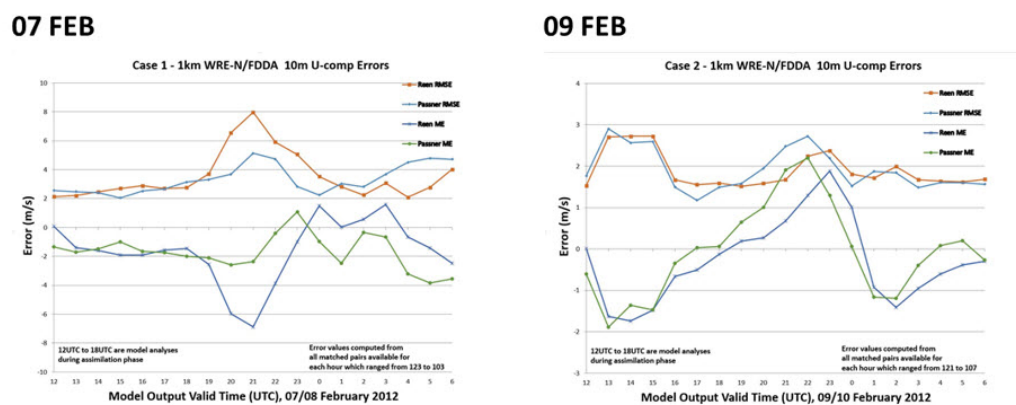 07 FEB
Case 1 - 1km WRE-N/FDDA 10m U-comp Errors
Reen RMSE
Passner RMSE
Reen ME
Passner ME
10
8
6
4
2
0
-2
-4
-6
-8
-10
Error (m/s)
12UTC to 18UTC are model analyses
during assimilation phase
Error values computed from
all matched pairs available for
each hour which ranged from 123 to 103
12 13 14 15 16 17 18 19 20 21 22 23 0 1 2 3 4 5 6
Model Output Valid Time (UTC), 07/08 February 2012
09 FEB
Case 2 - 1km WRE-N/FDDA 10m U-comp Errors
Reen RMSE
Passner RMSE
Reen ME
Passner ME
4
3
2
1
0
-1
-2
-3
Error (m/s)
12UTC to 18UTC are model analyses
during assimilation phase
Error values computed from
all matched pairs available for
each hour which ranged from 121 to 107
12 13 14 15 16 17 18 19 20 21 22 23 0 1 2 3 4 5 6
Model Output Valid Time (UTC), 09/10 February 2012